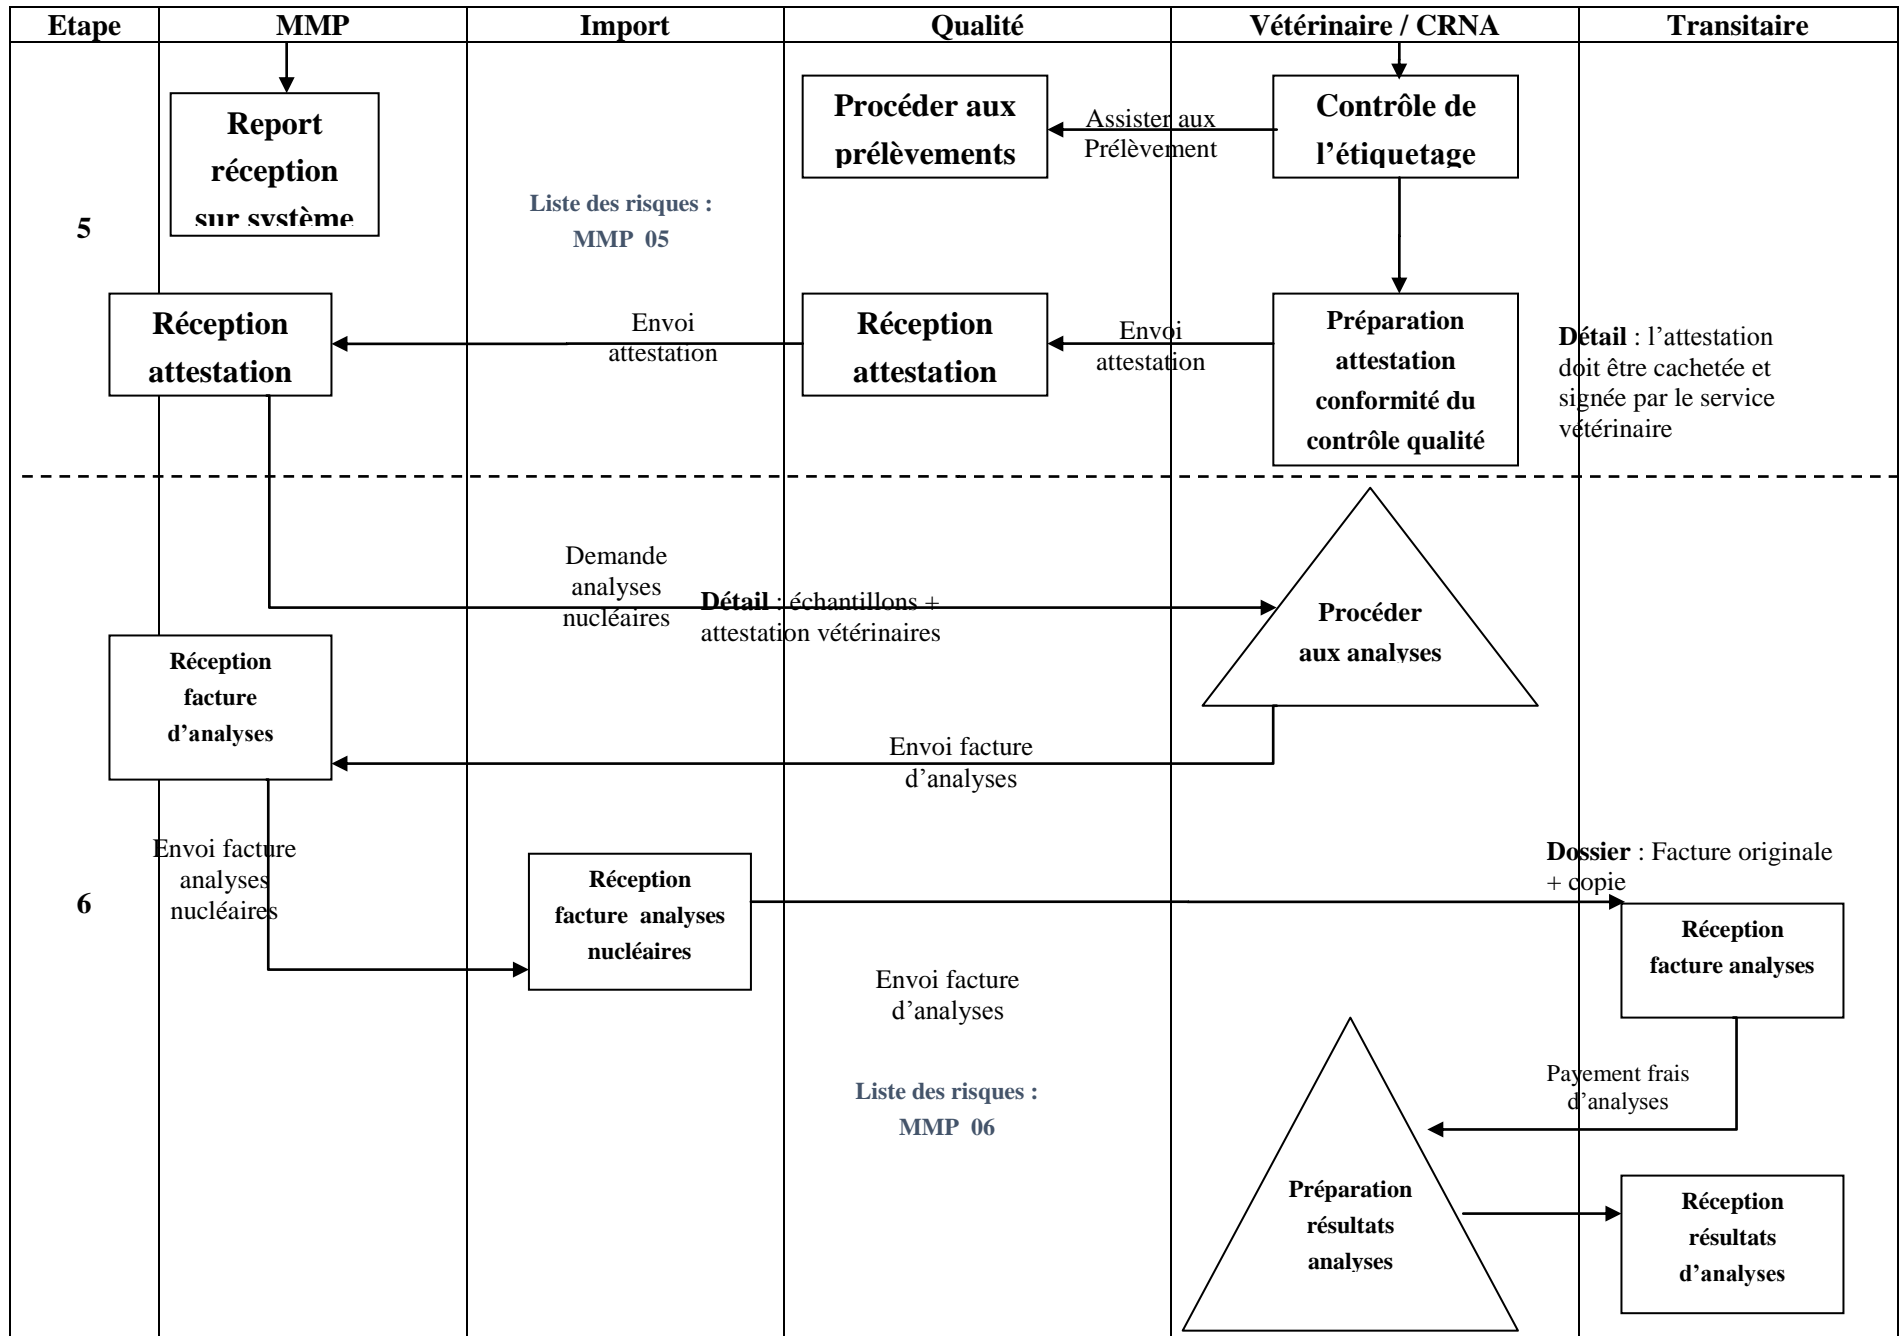 Etape
MMP
Import
Qualité
Vétérinaire / CRNA
Transitaire
5
Report
réception
sur système
Liste des risques :
MMP 05
Procéder aux
prélèvements
Assister aux
Prélèvement
Contrôle de
l’étiquetage
Réception
attestation
Envoi
attestation
Réception
attestation
Envoi
attestation
Préparation
attestation
conformité du
contrôle qualité
Détail : l’attestation
doit être cachetée et
signée par le service
vétérinaire
6
Demande
analyses
nucléaires
Détail : échantillons +
attestation vétérinaires
Procéder
aux analyses
Réception
facture
d’analyses
Envoi facture
d’analyses
Envoi facture
analyses
nucléaires
Réception
facture analyses
nucléaires
Dossier : Facture originale
+ copie
Réception
facture analyses
Envoi facture
d’analyses
Liste des risques :
MMP 06
Payement frais
d’analyses
Préparation
résultats
analyses
Réception
résultats
d’analyses